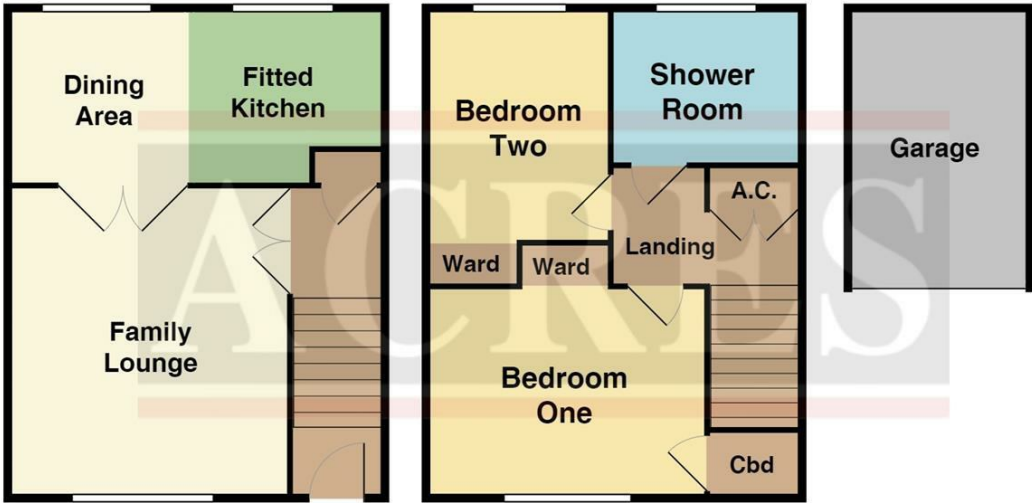 Dining
Area
Fitted
Kitchen
Family
Lounge
Bedroom
Two
Shower
Room
A.C.
Landing
Ward
Ward
Bedroom
One
Cbd
Garage
ACRES